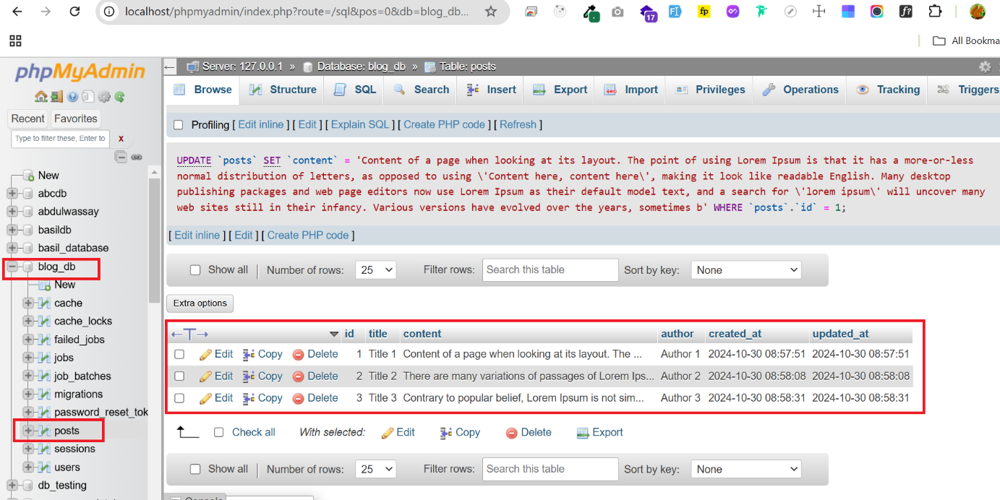 localhost/phpmyadmin/index.php?route=/sql&pos=0&db=blog_db...
17
FI
fp
f?
All Bookma
phpMyAdmin
Recent Favorites
Type to filter these, Enter to x
New
abcdb
abdulwassay
basildb
basil_database
blog_db
New
cache
cache_locks
failed_jobs
jobs
job_batches
migrations
password_reset_tok
posts
sessions
users
db_testing
Server: 127.0.0.1 » Database: blog_db » Table: posts
Browse Structure SQL Search Insert Export Import Privileges Operations Tracking Triggers
Profiling [ Edit inline ] [ Edit ] [ Explain SQL ] [ Create PHP code ] [ Refresh ]
UPDATE `posts` SET `content` = 'Content of a page when looking at its layout. The point of using Lorem Ipsum is that it has a more-or-less
normal distribution of letters, as opposed to using \'Content here, content here\', making it look like readable English. Many desktop
publishing packages and web page editors now use Lorem Ipsum as their default model text, and a search for \'lorem ipsum\' will uncover many
web sites still in their infancy. Various versions have evolved over the years, sometimes b' WHERE `posts`.`id` = 1;
[ Edit inline ] [ Edit ] [ Create PHP code ]
Show all | Number of rows: 25 Filter rows: Search this table Sort by key: None
Extra options
←T→ id title content author created_at updated_at
Edit Copy Delete 1 Title 1 Content of a page when looking at its layout. The ... Author 1 2024-10-30 08:57:51 2024-10-30 08:57:51
Edit Copy Delete 2 Title 2 There are many variations of passages of Lorem Ips... Author 2 2024-10-30 08:58:08 2024-10-30 08:58:08
Edit Copy Delete 3 Title 3 Contrary to popular belief, Lorem Ipsum is not sim... Author 3 2024-10-30 08:58:31 2024-10-30 08:58:31
Check all With selected: Edit Copy Delete Export
Show all | Number of rows: 25 Filter rows: Search this table Sort by key: None
Console